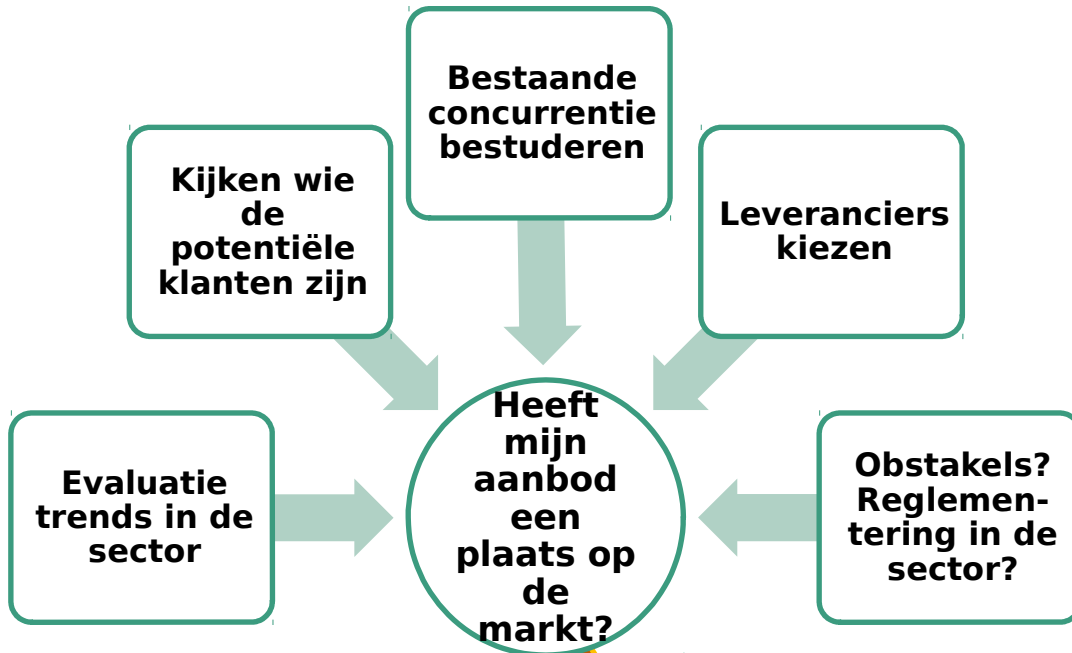 Bestaande
concurrentie
bestuderen
Kijken wie
de
potentiële
klanten zijn
Leveranciers
kiezen
Evaluatie
trends in de
sector
Heeft
mijn
aanbod
een
plaats op
de
markt?
Obstakels?
Reglemen-
tering in de
sector?